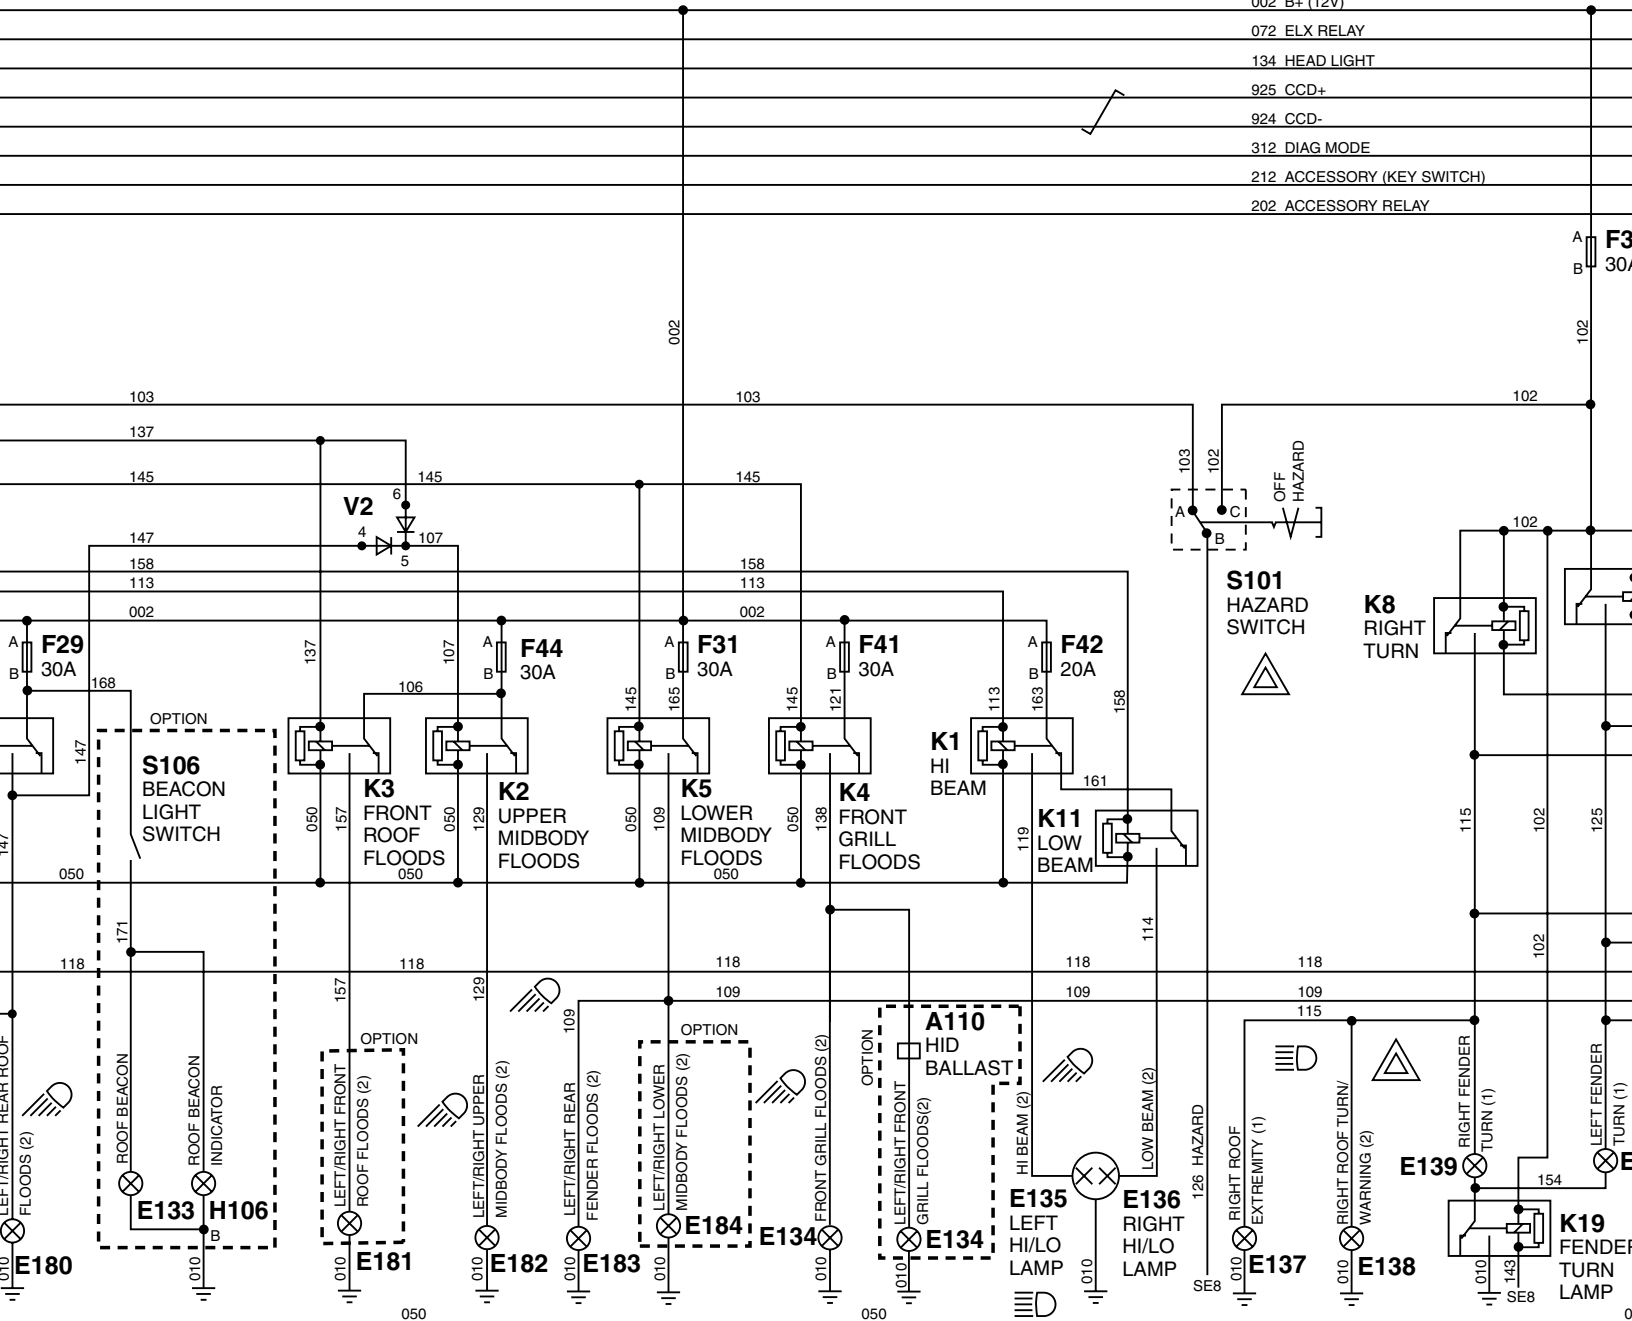 002 B+ (12V)
072 ELX RELAY
134 HEAD LIGHT
925 CCD+
924 CCD-
312 DIAG MODE
212 ACCESSORY (KEY SWITCH)
202 ACCESSORY RELAY
A
B
30A
002
102
103
103
102
137
103
102
OFF
HAZARD
145
145
145
6
V2
A
C
B
4
147
107
5
102
158
158
113
113
002
002
S101
HAZARD
SWITCH
K8
RIGHT
TURN
A
B
F29
30A
137
107
A
B
F44
30A
A
B
F31
30A
A
B
F41
30A
A
B
F42
20A
168
106
145
165
145
121
113
163
158
OPTION
147
S106
BEACON
LIGHT
SWITCH
K1
HI
BEAM
161
K3
FRONT
ROOF
FLOODS
K2
UPPER
MIDBODY
FLOODS
K5
LOWER
MIDBODY
FLOODS
K4
FRONT
GRILL
FLOODS
K11
LOW
BEAM
147
050
157
050
129
050
109
050
138
119
115
102
125
050
050
050
171
114
102
118
118
118
118
118
157
129
109
109
109
109
115
OPTION
OPTION
OPTION
A110
HID
BALLAST
LEFT/RIGHT REAR ROOF
FLOODS (2)
ROOF BEACON
ROOF BEACON
INDICATOR
LEFT/RIGHT FRONT
ROOF FLOODS (2)
LEFT/RIGHT UPPER
MIDBODY FLOODS (2)
LEFT/RIGHT REAR
FENDER FLOODS (2)
LEFT/RIGHT LOWER
MIDBODY FLOODS (2)
FRONT GRILL FLOODS (2)
LEFT/RIGHT FRONT
GRILL FLOODS(2)
HI BEAM (2)
LOW BEAM (2)
126 HAZARD
RIGHT ROOF
EXTREMITY (1)
RIGHT ROOF TURN/
WARNING (2)
RIGHT FENDER
TURN (1)
LEFT FENDER
TURN (1)
E139
154
E133
H106
B
E180
E181
E182
E183
E184
E134
E134
E135
LEFT
HI/LO
LAMP
E136
RIGHT
HI/LO
LAMP
E137
E138
K19
FENDER
TURN
LAMP
010
010
010
010
010
010
010
010
010
SE8
010
010
010
143
SE8
050
050